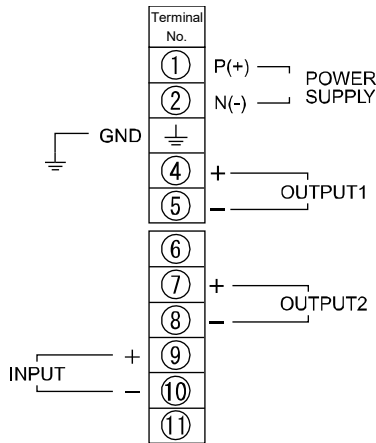 Terminal
No.
① P(+)
POWER
SUPPLY
② N(-)
GND
④ +
OUTPUT1
⑤ −
⑥
⑦ +
OUTPUT2
⑧ −
+ ⑨
INPUT
− ⑩
⑪